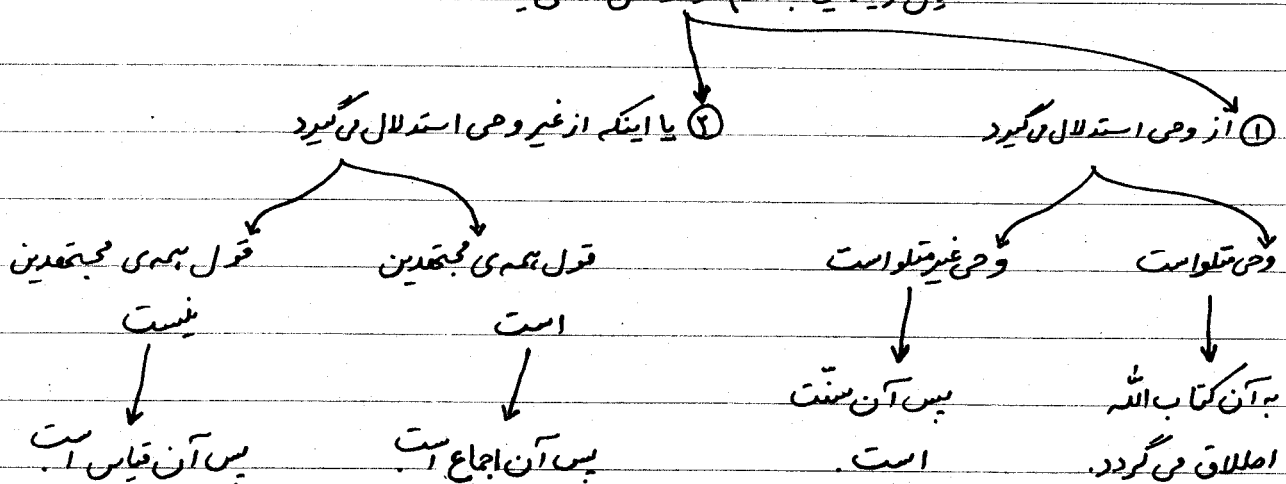 ① از وحی استدلال می‌گیرد
② یا اینکه از غیر وحی استدلال می‌گیرد
وحی متلو است
وحی غیر متلو است
قول همه‌ی مجتهدین
است
قول همه‌ی مجتهدین
نیست
به آن کتاب الله
اطلاق می‌گردد.
پس آن سنّت
است.
پس آن اجماع است
پس آن قیاس است